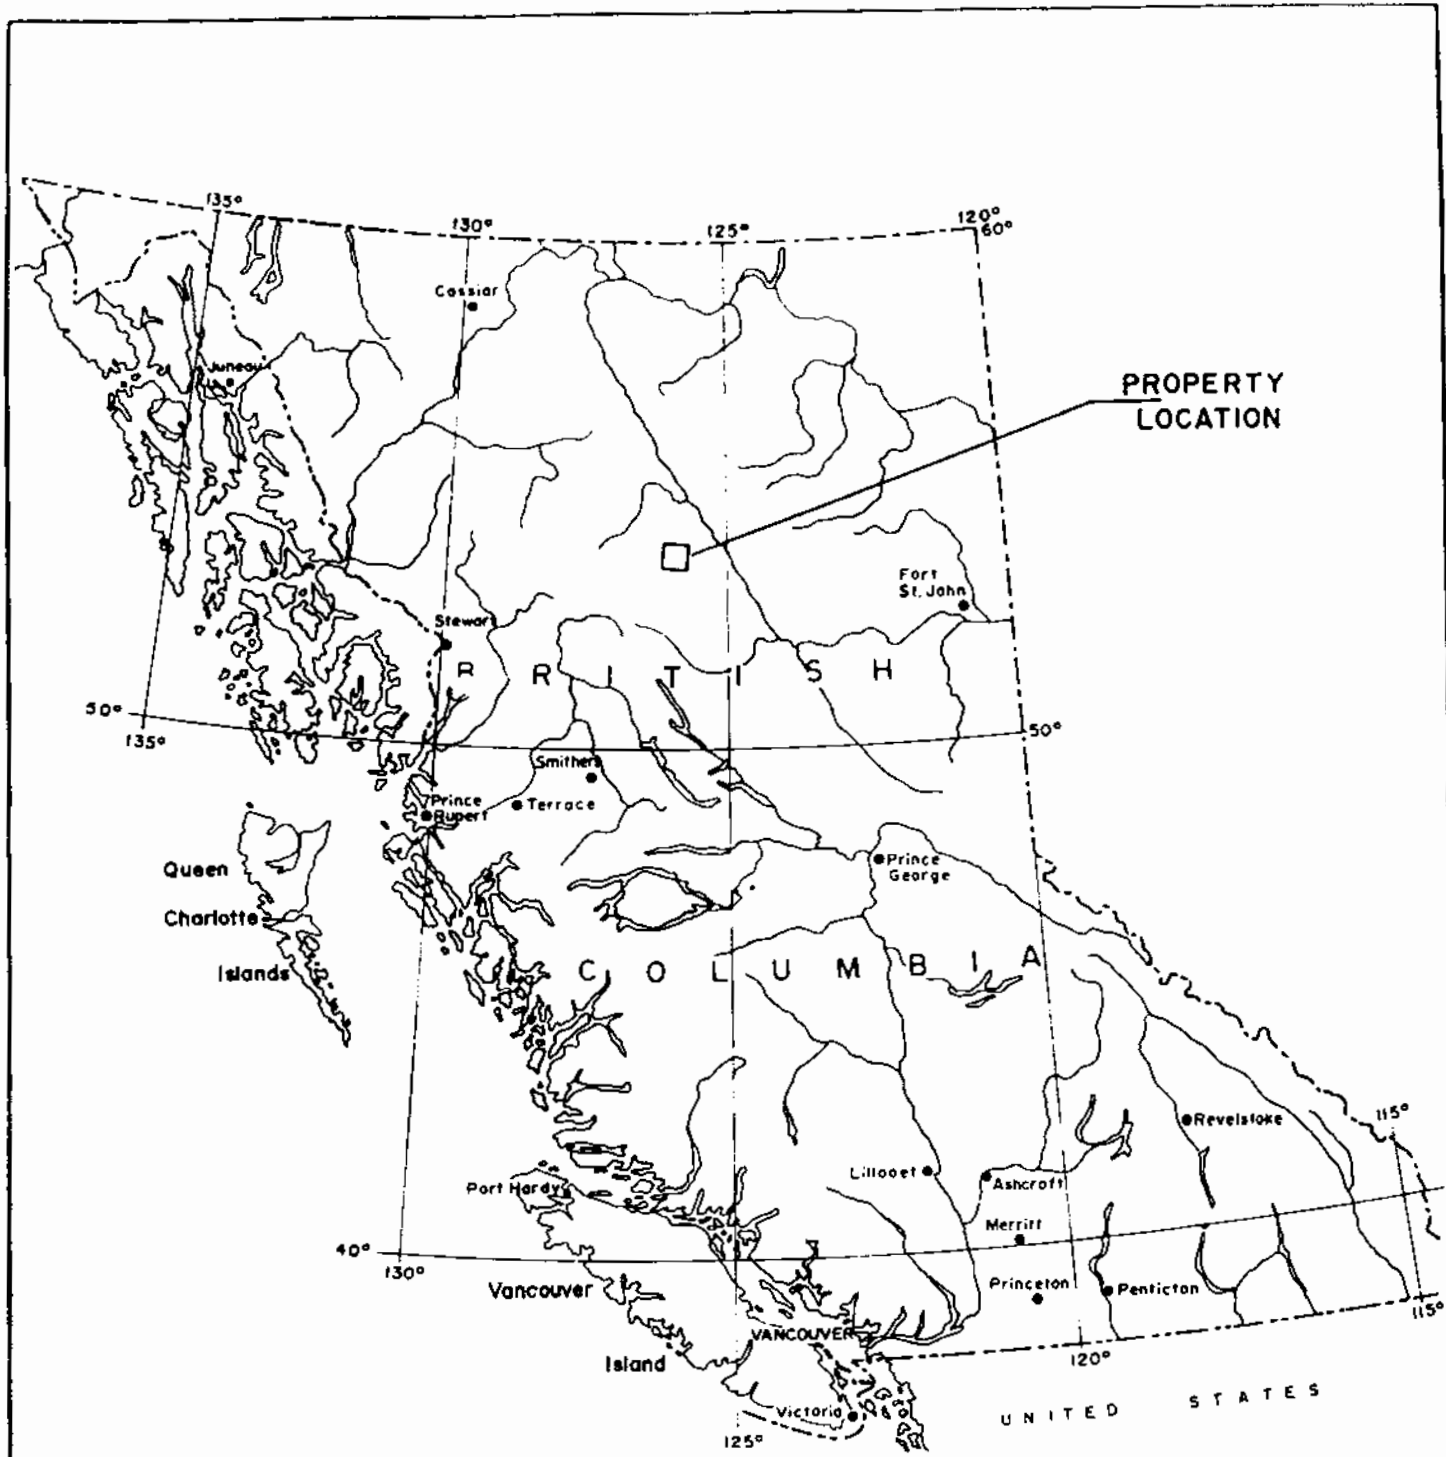 135°
130°
125°
120°
60°
Cassiar
Juneau
PROPERTY
LOCATION
Fort
St. John
Stewart
R R I T I S H
50°
135°
50°
Smithers
Prince
Rupert
Terrace
Prince
George
Queen
Charlotte
Islands
C O L U M B I A
Revelstoke
115°
Lillooet
Ashcroft
Port Hardy
Merritt
40°
130°
Vancouver
Princeton
Penticton
115°
VANCOUVER
Island
120°
Victoria
UNITED STATES
125°